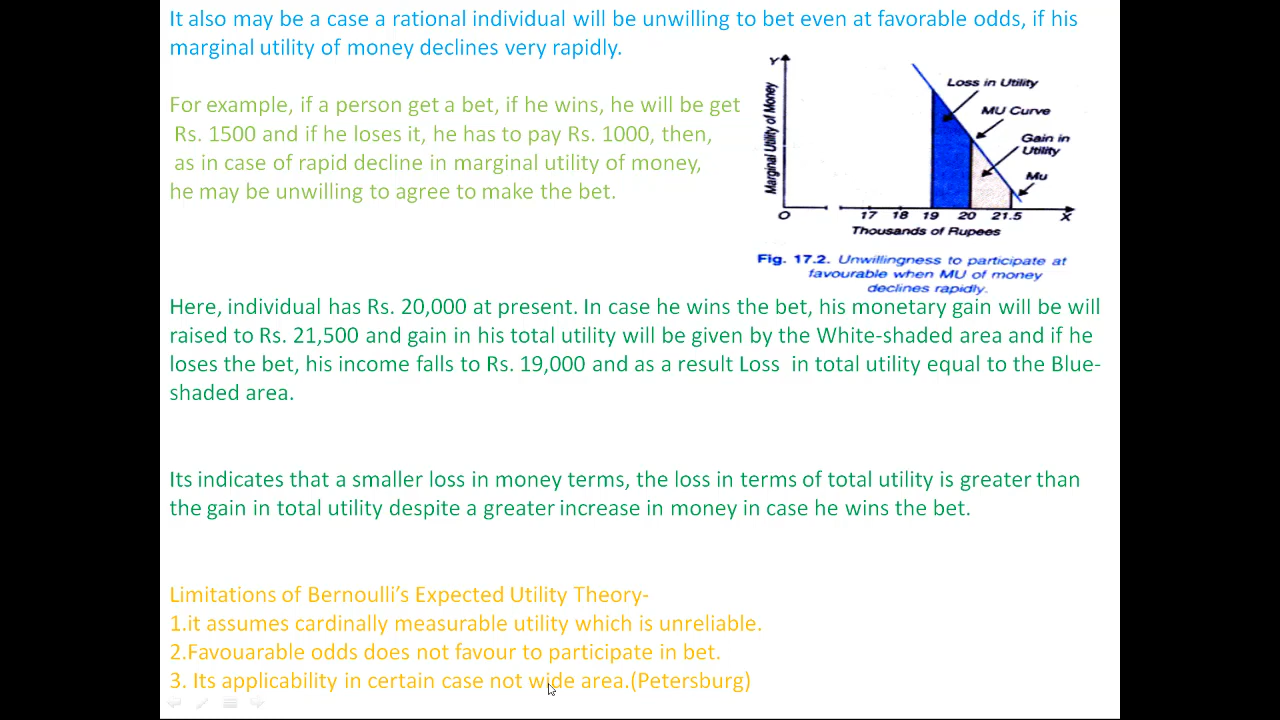 It also may be a case a rational individual will be unwilling to bet even at favorable odds, if his
marginal utility of money declines very rapidly.
For example, if a person get a bet, if he wins, he will be get
Rs. 1500 and if he loses it, he has to pay Rs. 1000, then,
as in case of rapid decline in marginal utility of money,
he may be unwilling to agree to make the bet.
Y
Marginal Utility of Money
Loss in Utility
MU Curve
Gain in
Utility
Mu
O
17 18 19 20 21.5 X
Thousands of Rupees
Fig. 17.2. Unwillingness to participate at
favourable when MU of money
declines rapidly.
Here, individual has Rs. 20,000 at present. In case he wins the bet, his monetary gain will be will
raised to Rs. 21,500 and gain in his total utility will be given by the White-shaded area and if he
loses the bet, his income falls to Rs. 19,000 and as a result Loss in total utility equal to the Blue-
shaded area.
Its indicates that a smaller loss in money terms, the loss in terms of total utility is greater than
the gain in total utility despite a greater increase in money in case he wins the bet.
Limitations of Bernoulli’s Expected Utility Theory-
1.it assumes cardinally measurable utility which is unreliable.
2.Favouarable odds does not favour to participate in bet.
3. Its applicability in certain case not wide area.(Petersburg)